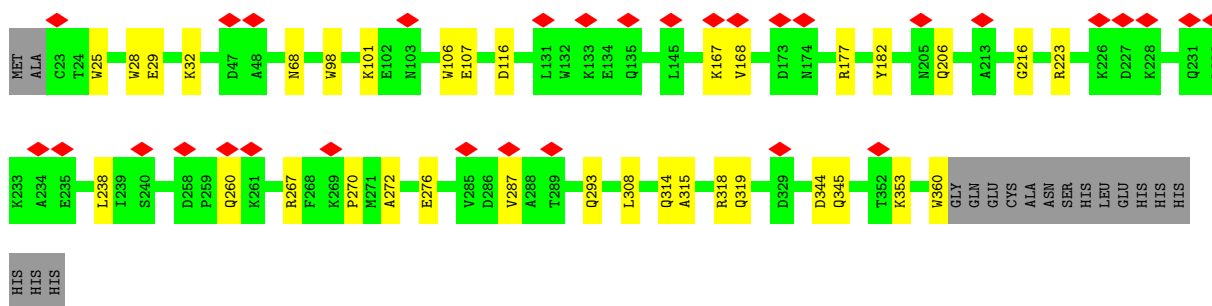 MET ALA C23 T24 W25 W28 E29 K32 D47 A48 N68 W98 K101 E102 N103 W106 E107 D116 L131 W132 K133 E134 Q135 L145 K167 V168 D173 N174 R177 Y182 N205 Q206 A213 G216 R223 K226 D227 K228 Q231
K233 A234 E235 L238 I239 S240 D258 P259 Q260 K261 R267 F268 K269 P270 M271 A272 E276 V285 D286 V287 A288 T289 Q293 L308 Q314 A315 R318 Q319 D329 D344 Q345 T352 K353 W360 GLY GLN GLU CYS ALA ASN SER HIS LEU GLU HIS HIS HIS
HIS HIS HIS